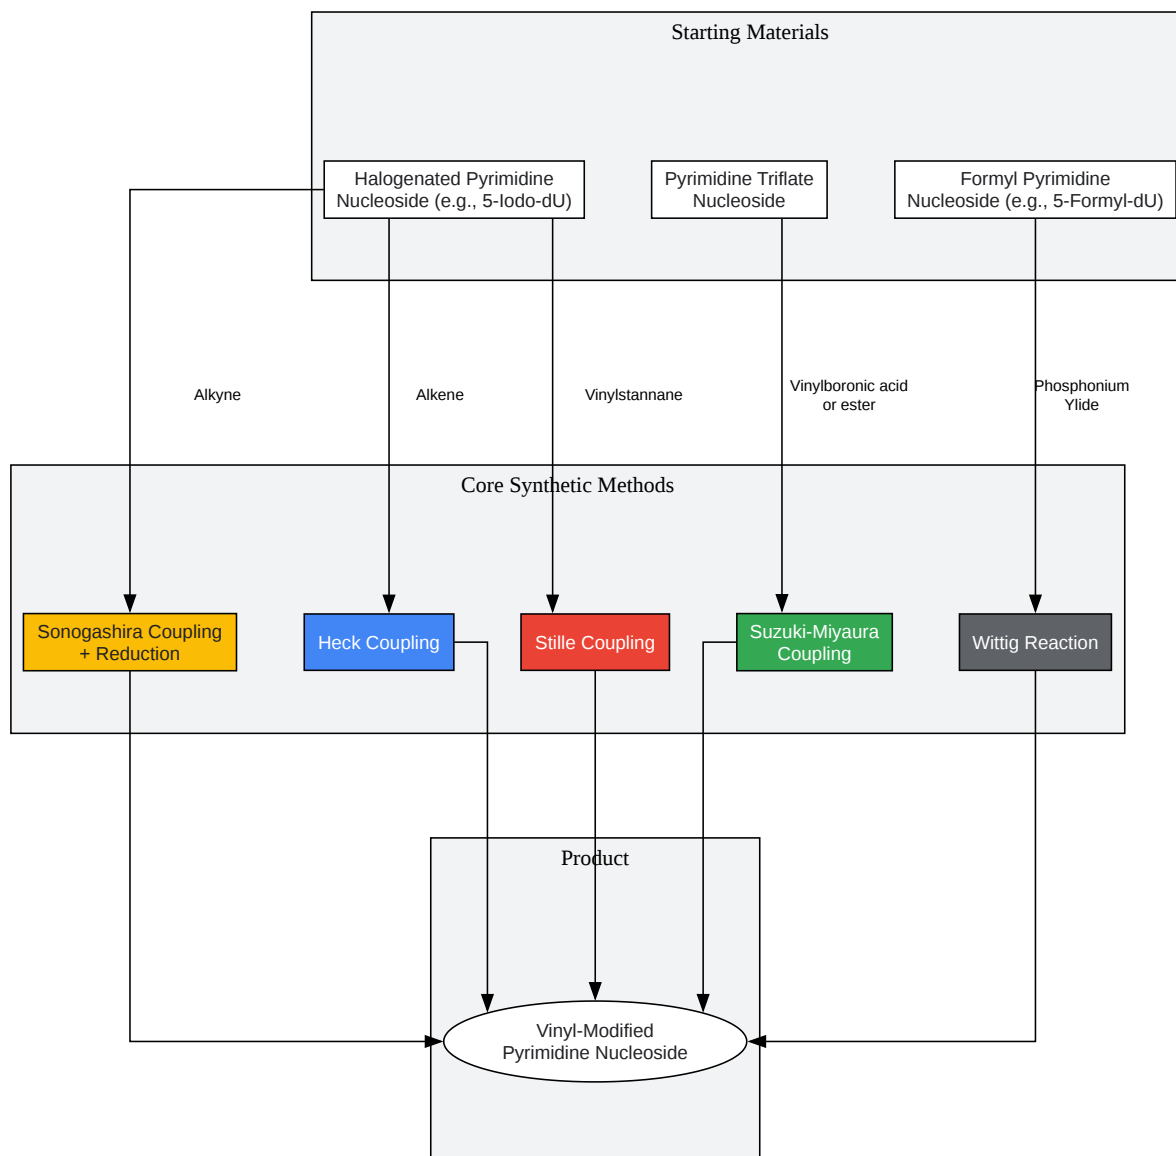 Starting Materials
Halogenated Pyrimidine
Nucleoside (e.g., 5-Iodo-dU)
Pyrimidine Triflate
Nucleoside
Formyl Pyrimidine
Nucleoside (e.g., 5-Formyl-dU)
Alkyne
Alkene
Vinylstannane
Vinylboronic acid
or ester
Phosphonium
Ylide
Core Synthetic Methods
Sonogashira Coupling
+ Reduction
Heck Coupling
Stille Coupling
Suzuki-Miyaura
Coupling
Wittig Reaction
Product
Vinyl-Modified
Pyrimidine Nucleoside